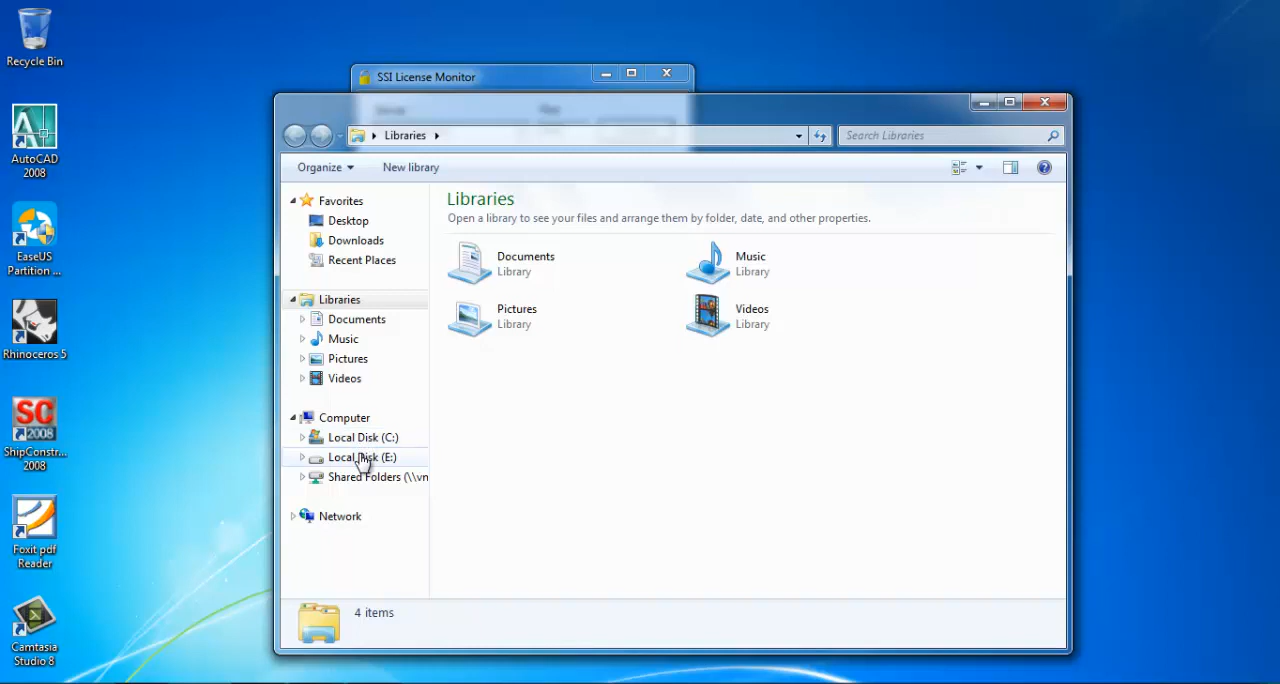 Recycle Bin
AutoCAD
2008
EaseUS
Partition ...
Rhinoceros 5
ShipConstr...
2008
Foxit pdf
Reader
Camtasia
Studio 8
SSI License Monitor
Libraries
Search Libraries
Organize
New library
Favorites
Desktop
Downloads
Recent Places
Libraries
Documents
Music
Pictures
Videos
Computer
Local Disk (C:)
Local Disk (E:)
Shared Folders (\\vn
Network
Libraries
Open a library to see your files and arrange them by folder, date, and other properties.
Documents
Library
Music
Library
Pictures
Library
Videos
Library
4 items